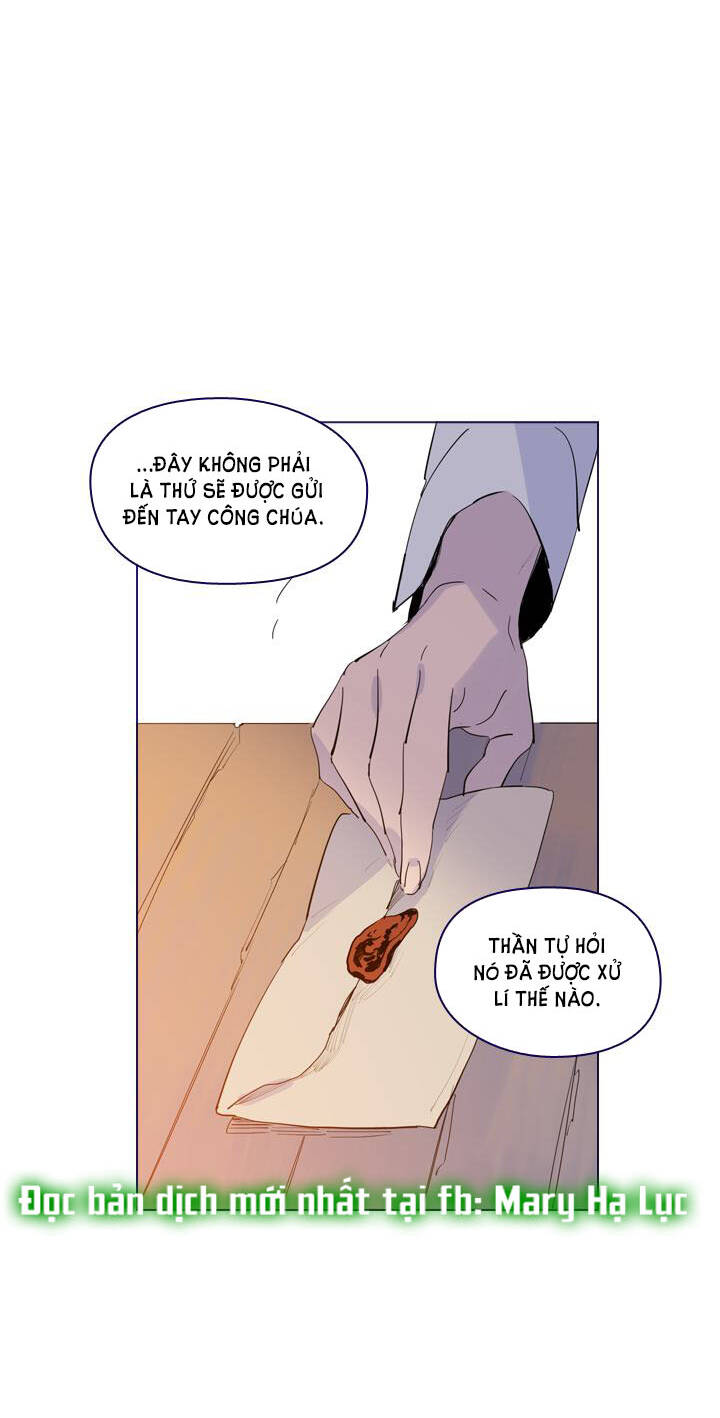 ...ĐÂY KHÔNG PHẢI
LÀ THỨ SẼ ĐƯỢC GỬI
ĐẾN TAY CÔNG CHÚA.
THẦN TỰ HỎI
NÓ ĐÃ ĐƯỢC XỬ
LÍ THẾ NÀO.
Đọc bản dịch mới nhất tại fb: Mary Hạ Lục